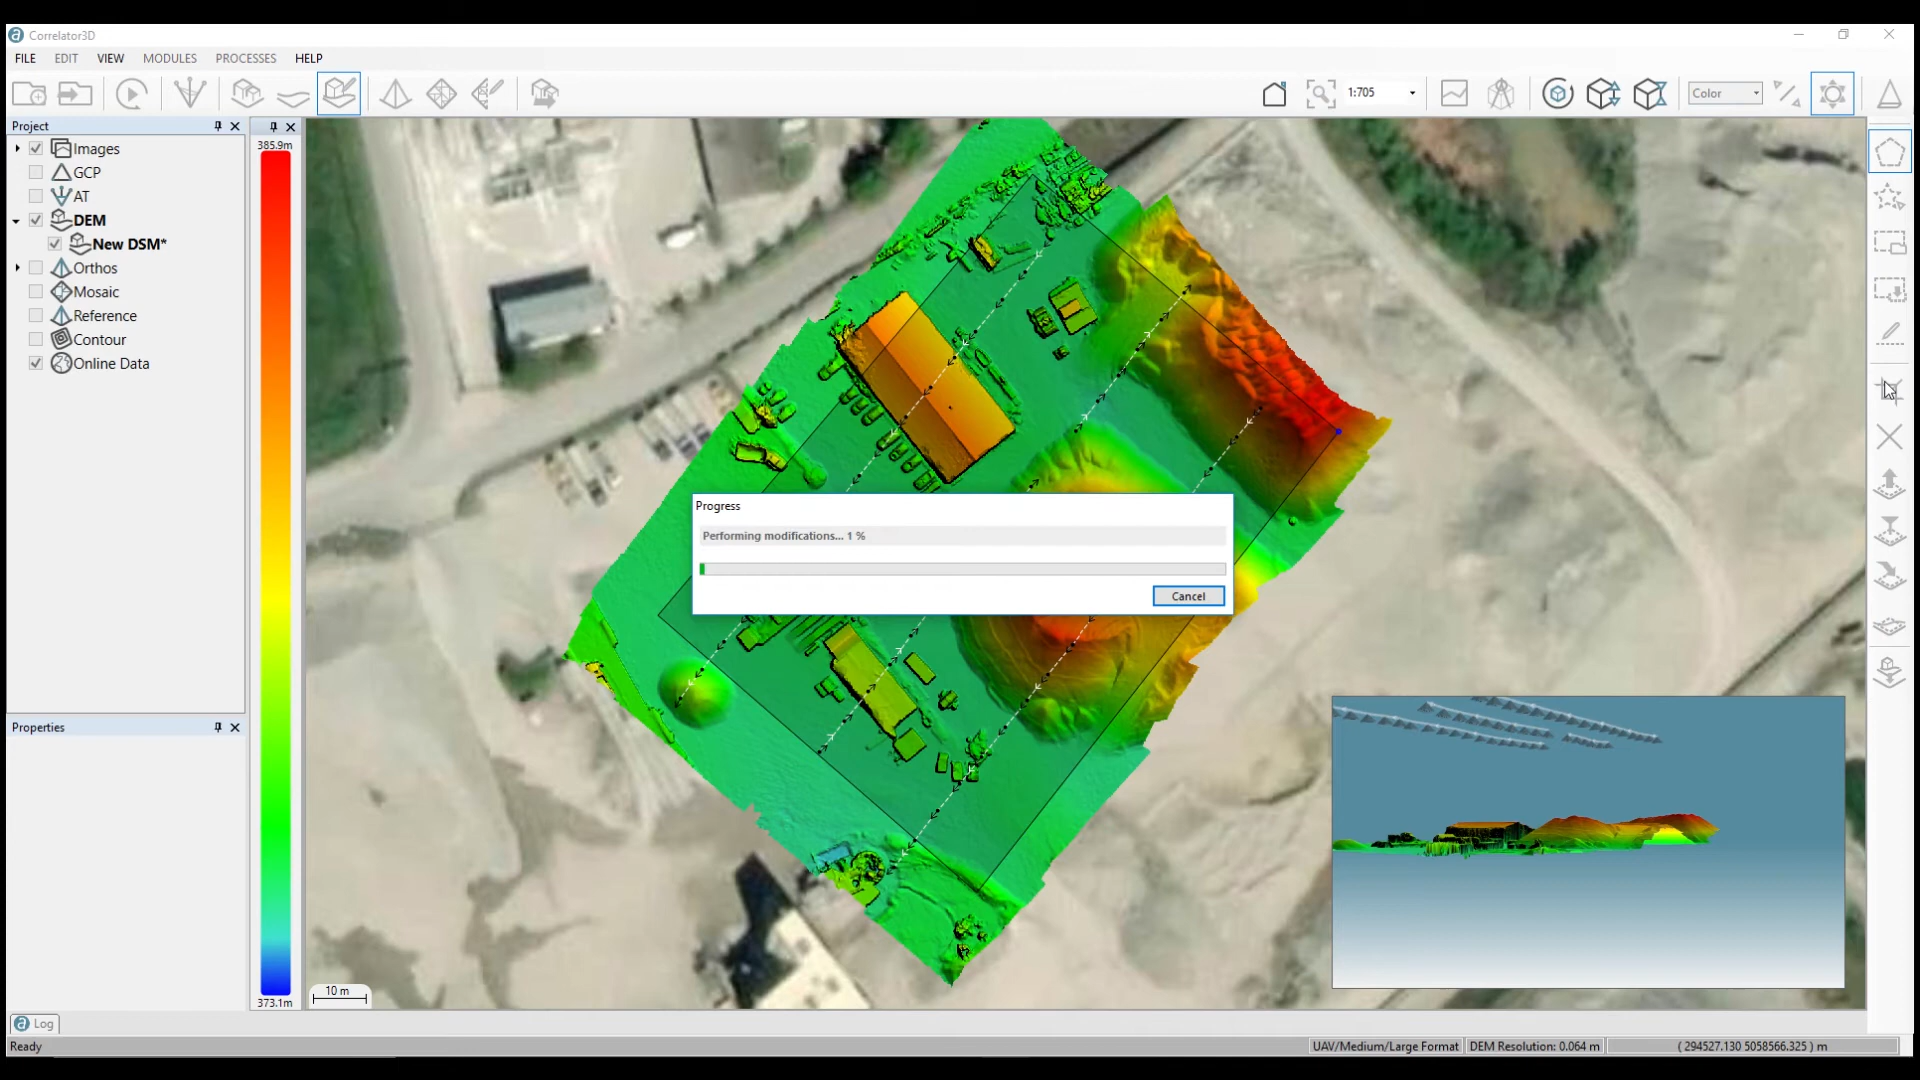 Correlator3D
FILE EDIT VIEW MODULES PROCESSES HELP
1:705
Color
Project
Images
GCP
AT
DEM
New DSM*
Orthos
Mosaic
Reference
Contour
Online Data
Properties
385.9m
373.1m
10 m
Progress
Performing modifications... 1 %
Cancel
Log
Ready
UAV/Medium/Large Format
DEM Resolution: 0.064 m
( 294527.130 5058566.325 ) m